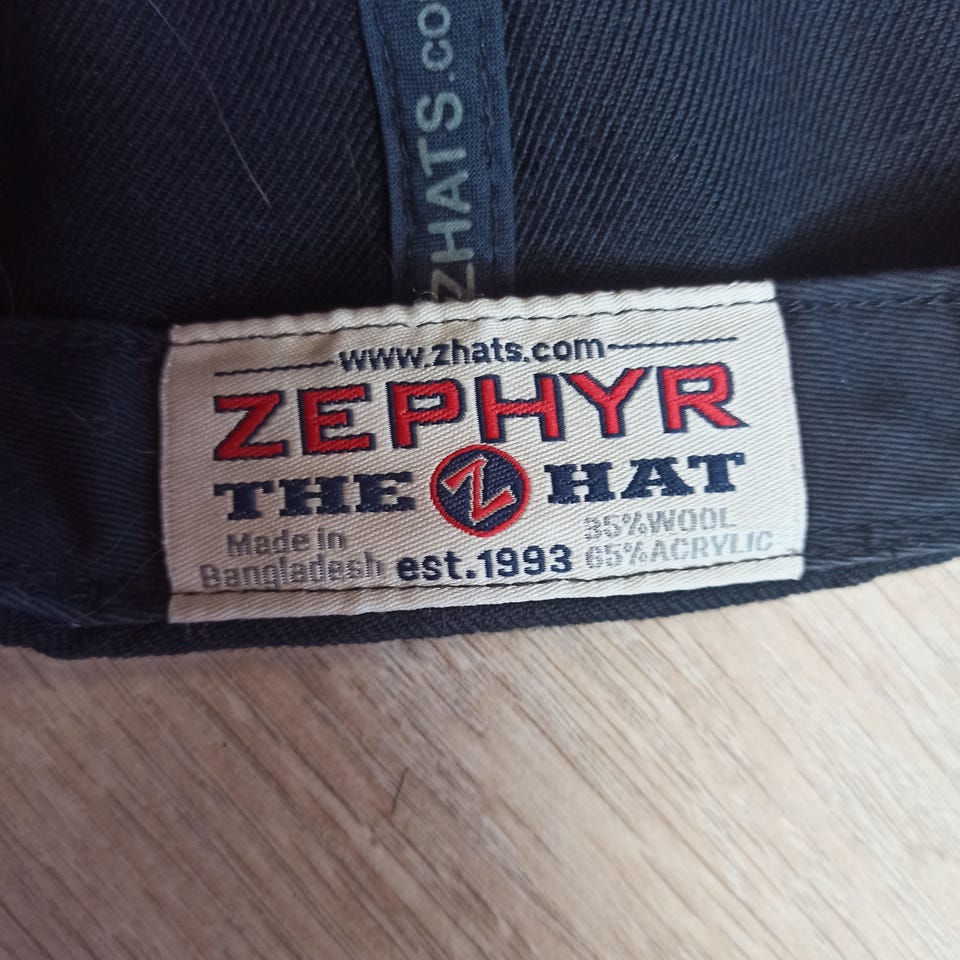 ZHATS.co
www.zhats.com
ZEPHYR
THE Z HAT
Made in
Bangladesh
est.1993
35%WOOL
65%ACRYLIC